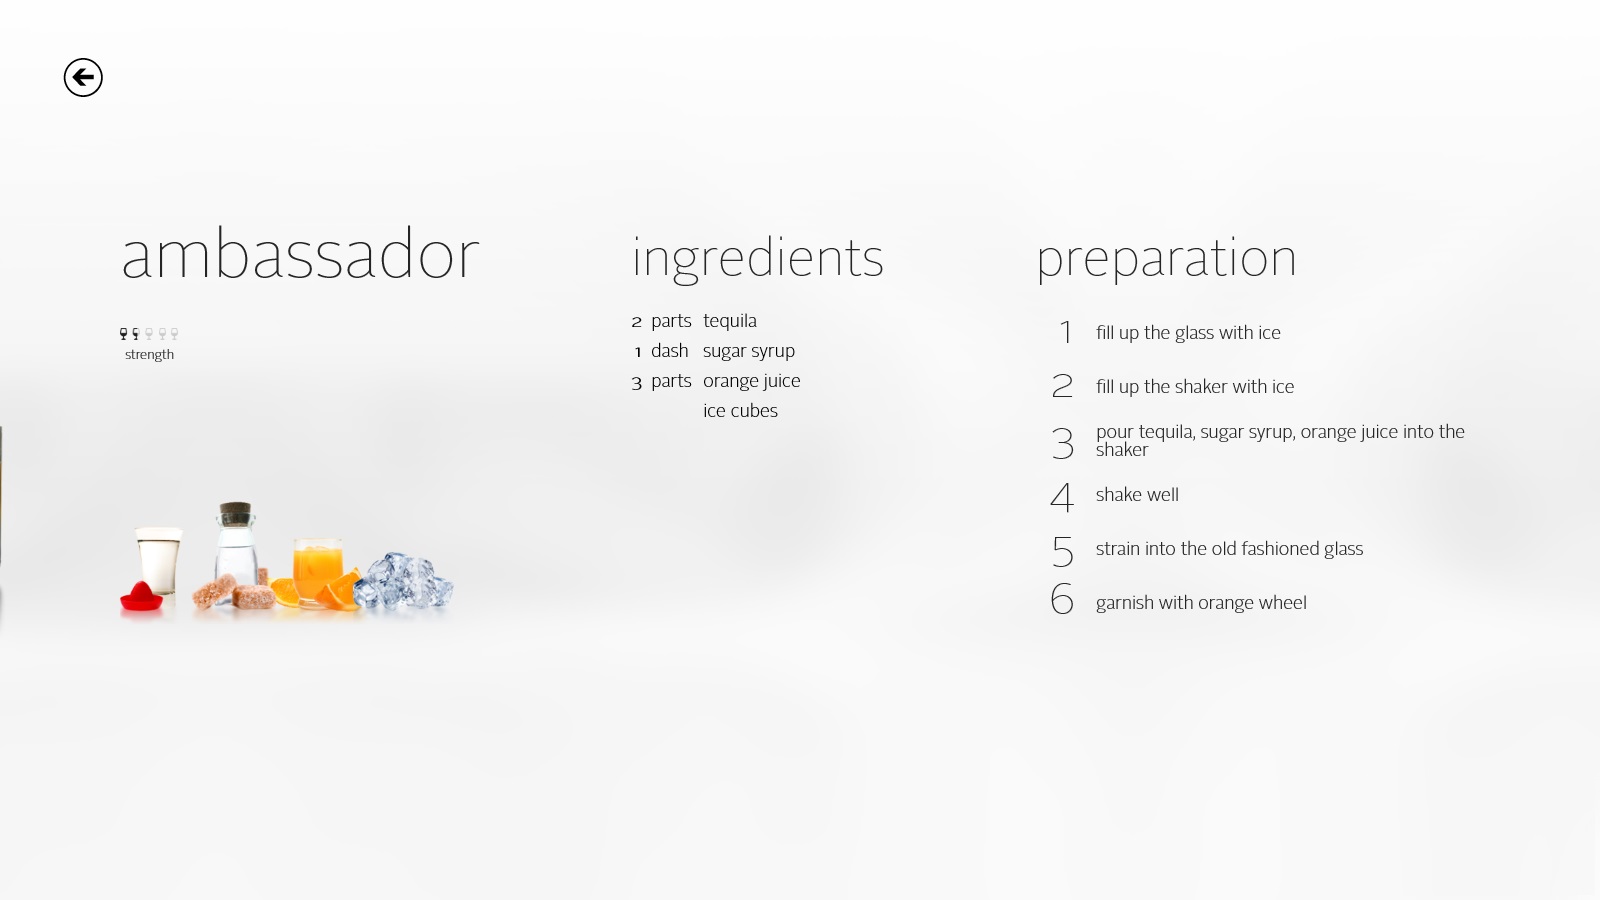 ambassador
strength
ingredients
2 parts tequila
1 dash sugar syrup
3 parts orange juice
ice cubes
preparation
1 fill up the glass with ice
2 fill up the shaker with ice
3 pour tequila, sugar syrup, orange juice into the
shaker
4 shake well
5 strain into the old fashioned glass
6 garnish with orange wheel